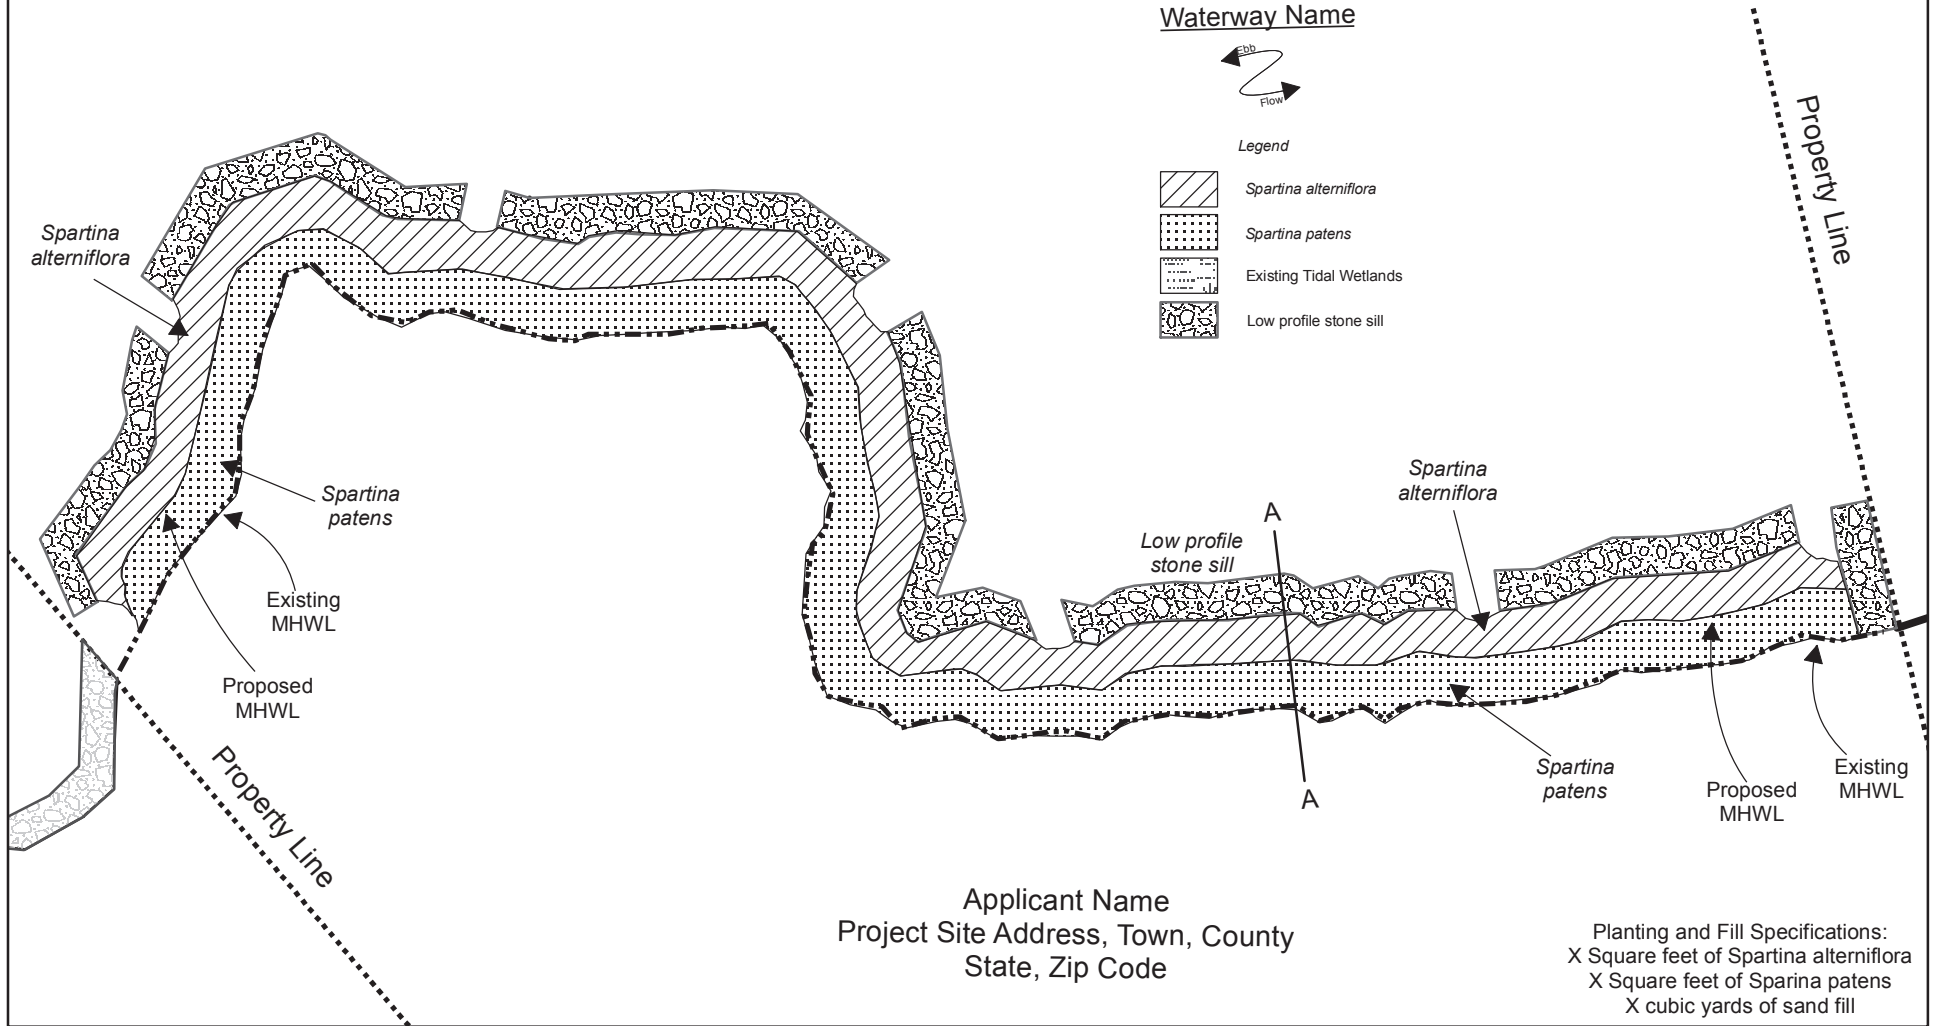 Waterway Name
Ebb
Flow
Legend
Spartina alterniflora
Spartina patens
Existing Tidal Wetlands
Low profile stone sill
Property Line
Spartina
alterniflora
Spartina
patens
Existing
MHWL
Proposed
MHWL
Property Line
A
Low profile
stone sill
Spartina
alterniflora
A
Spartina
patens
Proposed
MHWL
Existing
MHWL
Applicant Name
Project Site Address, Town, County
State, Zip Code
Planting and Fill Specifications:
X Square feet of Spartina alterniflora
X Square feet of Sparina patens
X cubic yards of sand fill